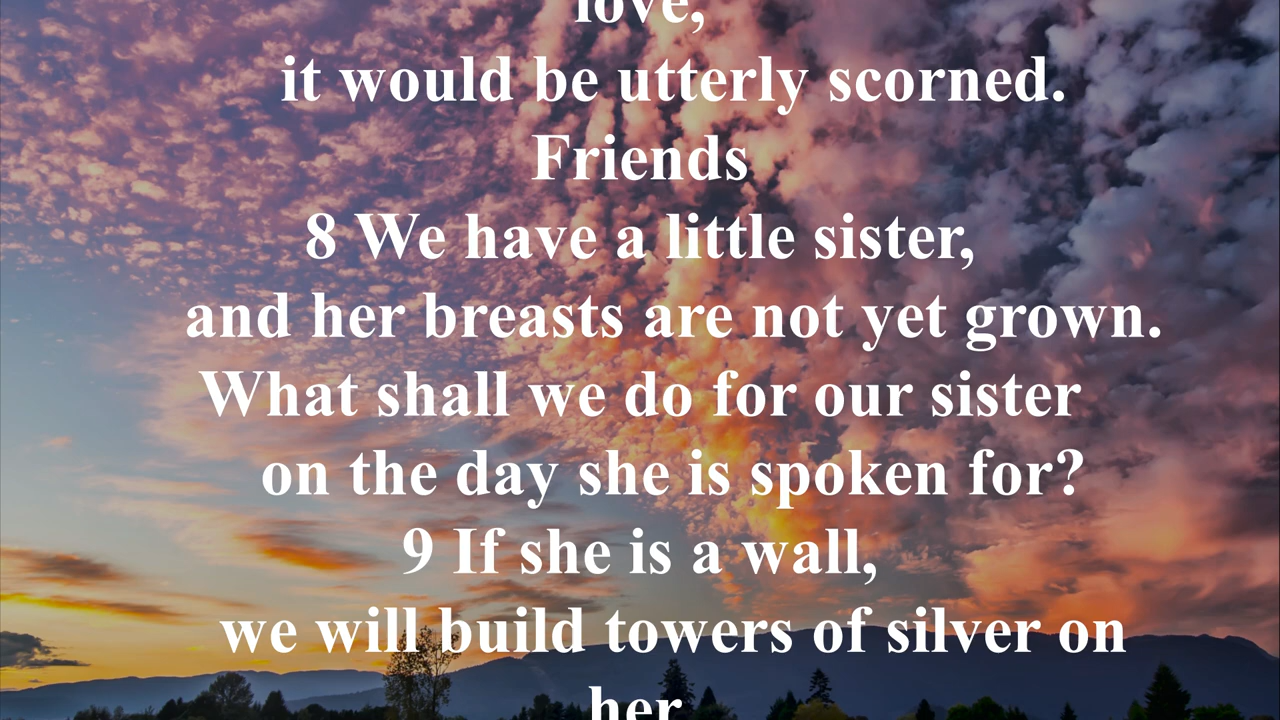 love,
it would be utterly scorned.
Friends
8 We have a little sister,
and her breasts are not yet grown.
What shall we do for our sister
on the day she is spoken for?
9 If she is a wall,
we will build towers of silver on
her